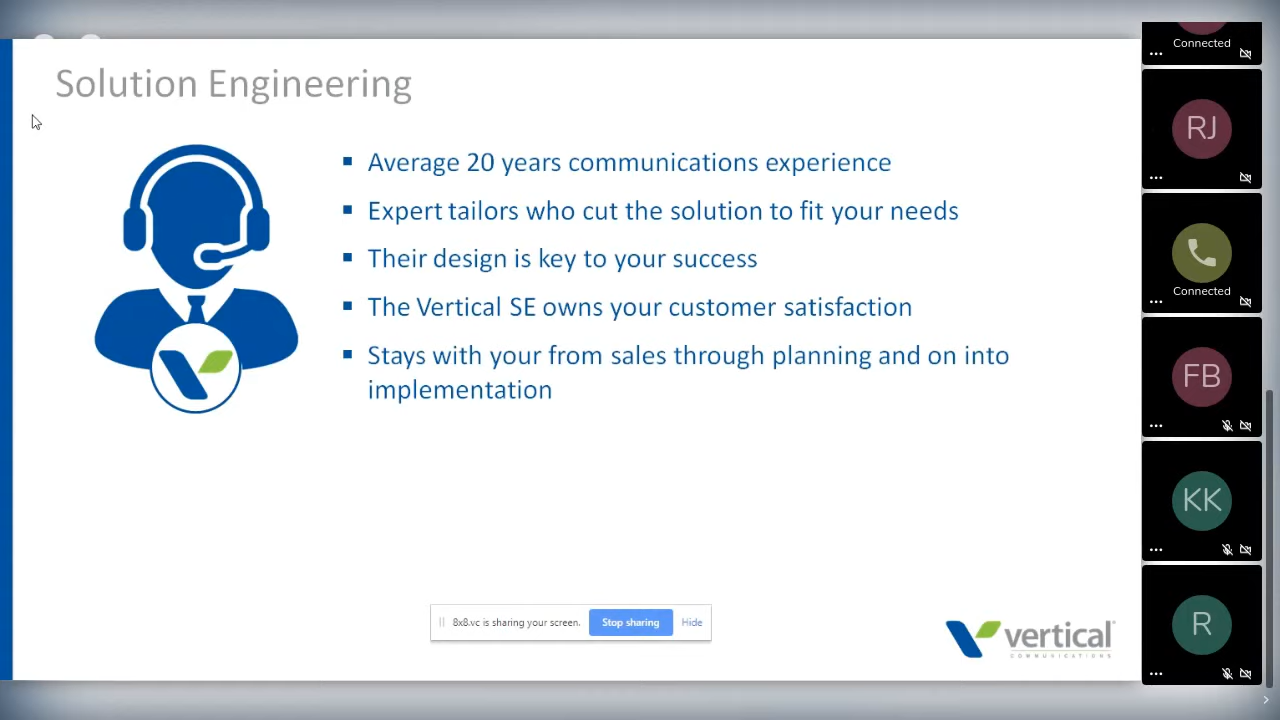 Solution Engineering
▪ Average 20 years communications experience
▪ Expert tailors who cut the solution to fit your needs
▪ Their design is key to your success
▪ The Vertical SE owns your customer satisfaction
▪ Stays with your from sales through planning and on into
implementation
8x8.vc is sharing your screen. Stop sharing Hide
vertical
COMMUNICATIONS
Connected
RJ
Connected
FB
KK
R